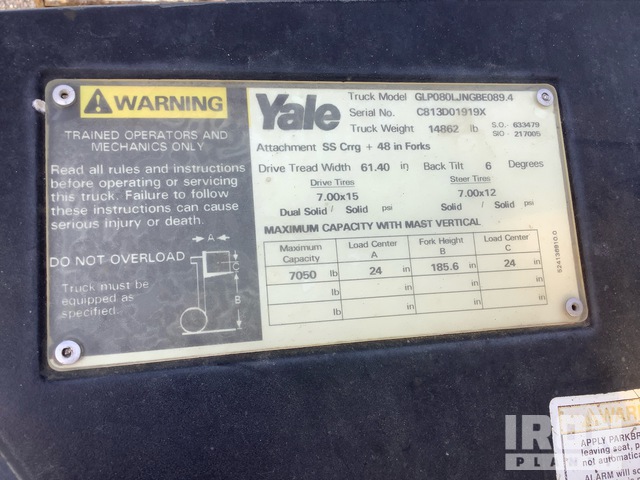 WARNING
TRAINED OPERATORS AND
MECHANICS ONLY
Read all rules and instructions
before operating or servicing
this truck. Failure to follow
these instructions can cause
serious injury or death.
A
DO NOT OVERLOAD
C
B
Truck must be
equipped as
specified.
Yale
Truck Model GLP080LJNGBE089.4
Serial No. C813D01919X
Truck Weight 14862 lb
S.O.- 633479
SIO - 217005
Attachment SS Crrg + 48 in Forks
Drive Tread Width 61.40 in Back Tilt 6 Degrees
Drive Tires Steer Tires
7.00x15 7.00x12
Dual Solid / Solid psi Solid / Solid psi
MAXIMUM CAPACITY WITH MAST VERTICAL
Maximum Capacity Load Center A Fork Height B Load Center C
7050 lb 24 in 185.6 in 24 in
lb in in in
lb in in in
524136910.0
WAR
APPLY PARKBR
leaving seat, p
not automatica
ALARM will so
IRON
PLANET